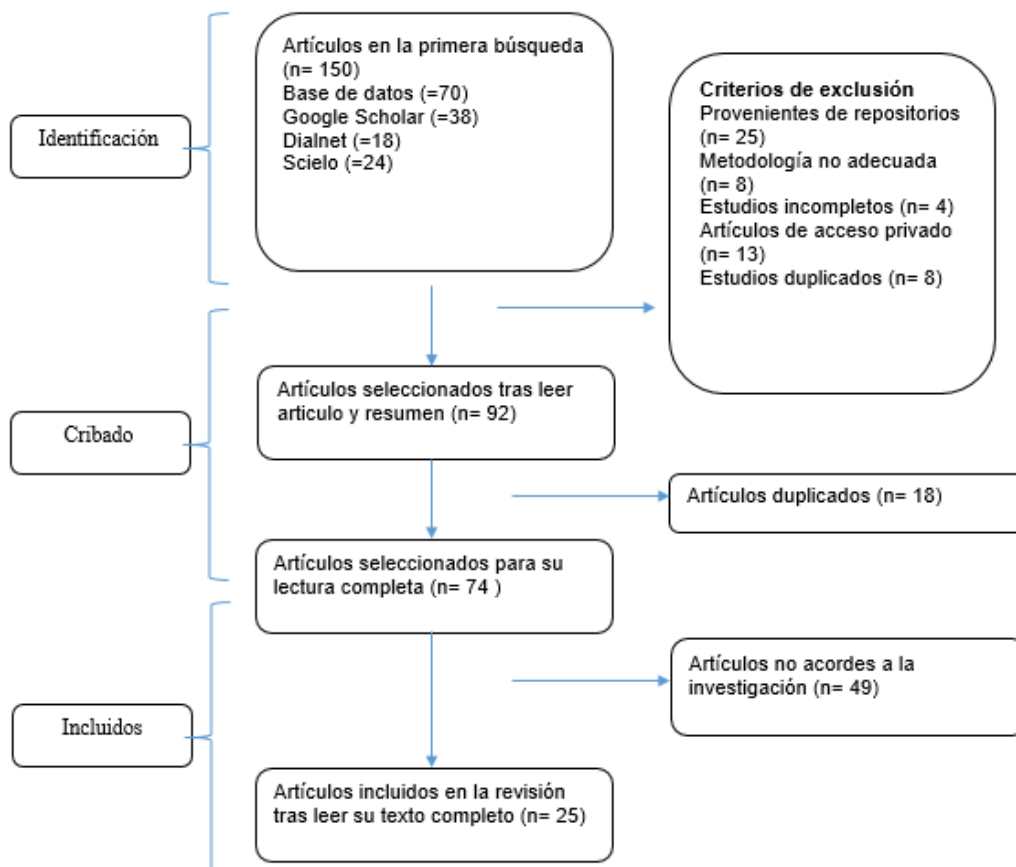 Identificación
Artículos en la primera búsqueda
(n= 150)
Base de datos (=70)
Google Scholar (=38)
Dialnet (=18)
Scielo (=24)
Criterios de exclusión
Provenientes de repositorios
(n= 25)
Metodología no adecuada
(n= 8)
Estudios incompletos (n= 4)
Artículos de acceso privado
(n= 13)
Estudios duplicados (n= 8)
Cribado
Artículos seleccionados tras leer
articulo y resumen (n= 92)
Artículos duplicados (n= 18)
Artículos seleccionados para su
lectura completa (n= 74 )
Incluidos
Artículos no acordes a la
investigación (n= 49)
Artículos incluidos en la revisión
tras leer su texto completo (n= 25)